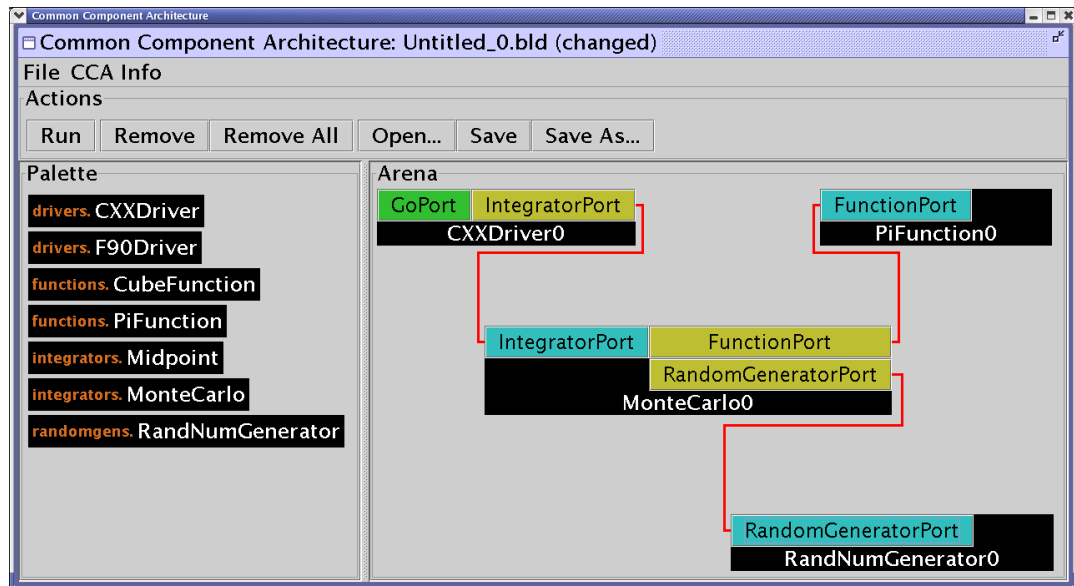 Common Component Architecture
Common Component Architecture: Untitled_0.bld (changed)
File CCA Info
Actions
Run Remove Remove All Open... Save Save As...
Palette
drivers. CXXDriver
drivers. F90Driver
functions. CubeFunction
functions. PiFunction
integrators. Midpoint
integrators. MonteCarlo
randomgens. RandNumGenerator
Arena
GoPort IntegratorPort
CXXDriver0
FunctionPort
PiFunction0
IntegratorPort FunctionPort
RandomGeneratorPort
MonteCarlo0
RandomGeneratorPort
RandNumGenerator0